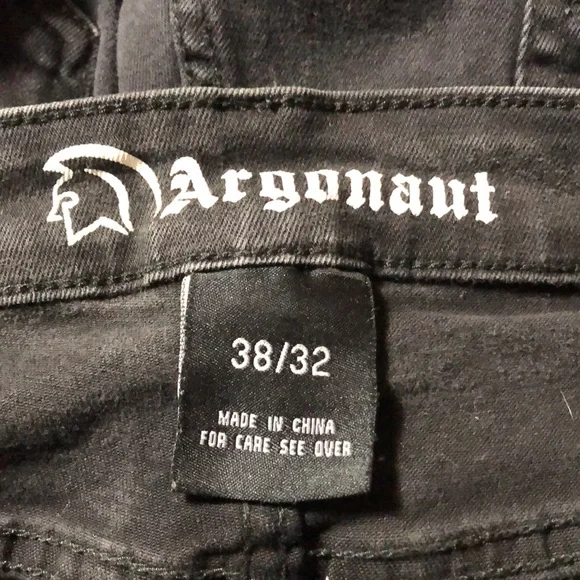 Argonaut
38/32
MADE IN CHINA
FOR CARE SEE OVER